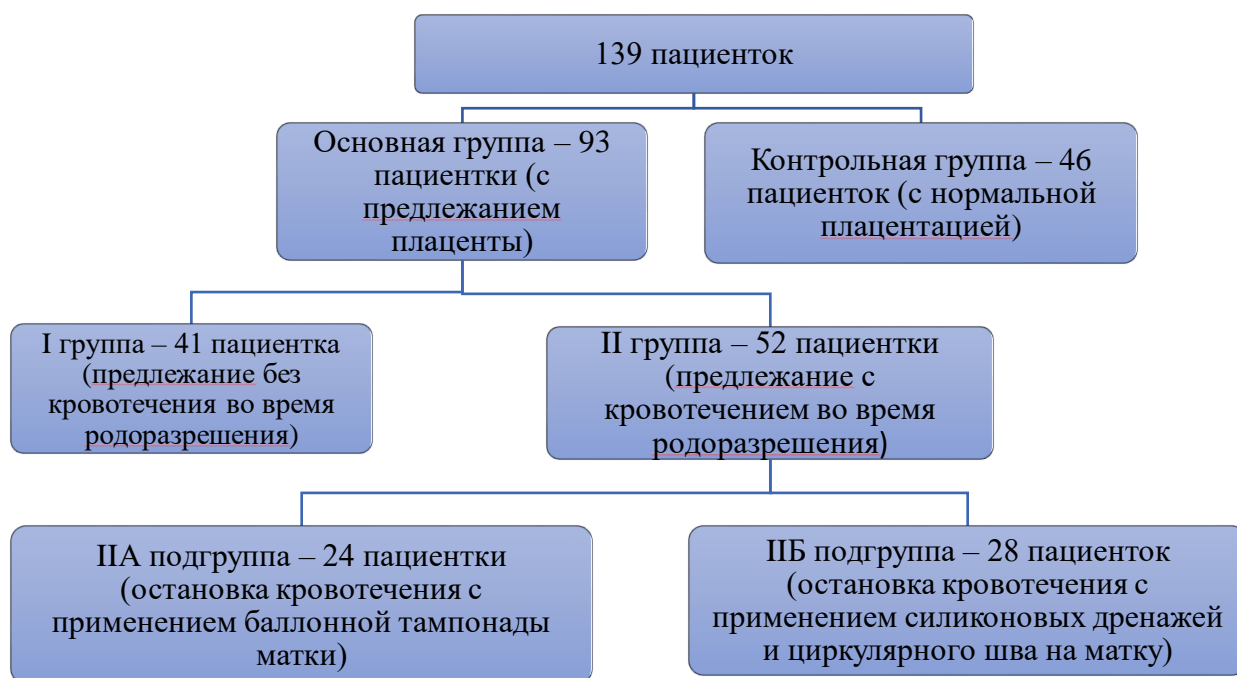 139 пациенток
Основная группа – 93
пациентки (с
предлежанием
плаценты)
Контрольная группа – 46
пациенток (с нормальной
плацентацией)
I группа – 41 пациентка
(предлежание без
кровотечения во время
родоразрешения)
II группа – 52 пациентки
(предлежание с
кровотечением во время
родоразрешения)
IIА подгруппа – 24 пациентки
(остановка кровотечения с
применением баллонной тампонады
матки)
IIБ подгруппа – 28 пациенток
(остановка кровотечения с
применением силиконовых дренажей
и циркулярного шва на матку)